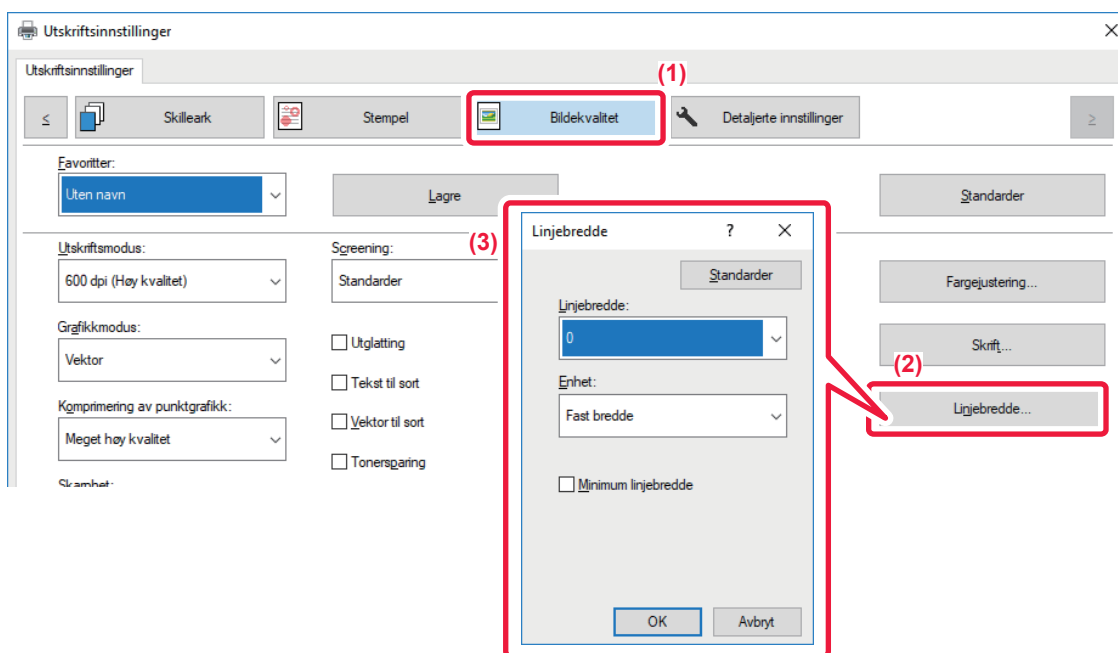 Utskriftsinnstillinger
Utskriftsinnstillinger
(1)
< Skilleark Stempel Bildekvalitet Detaljerte innstillinger >
Favoritter:
Uten navn Lagre Standarder
Utskriftsmodus: Screening:
600 dpi (Høy kvalitet) Standarder Fargejustering...
Grafikkmodus:
Vektor Utglatting Skrift...
Tekst til sort
(2)
Komprimering av punktgrafikk: Linjebredde...
Meget høy kvalitet Vektor til sort
Tonersparing
Skarphet:
(3)
Linjebredde ?
Standarder
Linjebredde:
0
Enhet:
Fast bredde
Minimum linjebredde
OK Avbryt